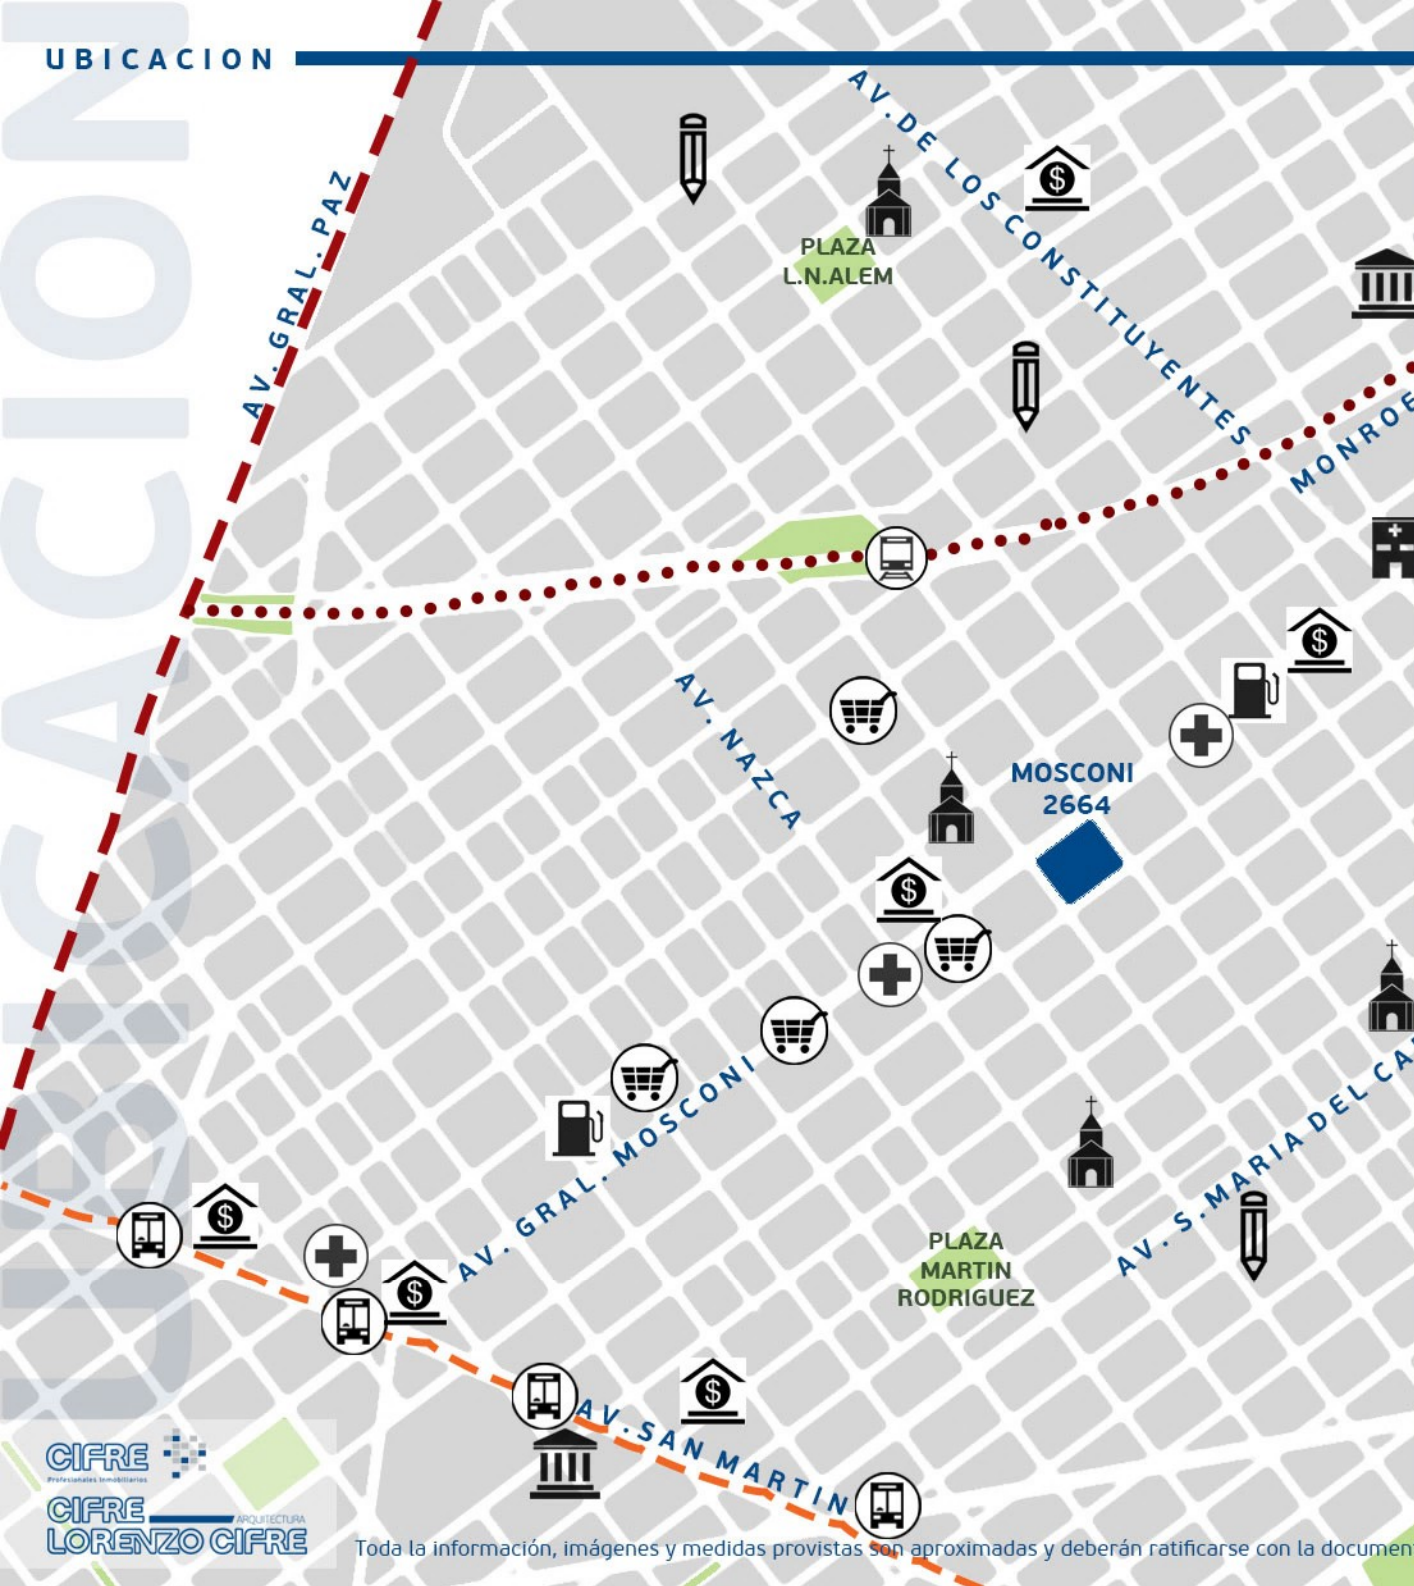 UBICACION
UBICACION
AV. DE LOS CONSTITUYENTES
AV. GRAL. PAZ
PLAZA
L.N.ALEM
MONROE
AV. NAZCA
MOSCONI
2664
AV. GRAL. MOSCONI
AV. S. MARIA DEL CA
PLAZA
MARTIN
RODRIGUEZ
AV. SAN MARTIN
CIFRE
Profesionales Inmobiliarios
CIFRE
ARQUITECTURA
LORENZO CIFRE
Toda la información, imágenes y medidas provistas son aproximadas y deberán ratificarse con la document